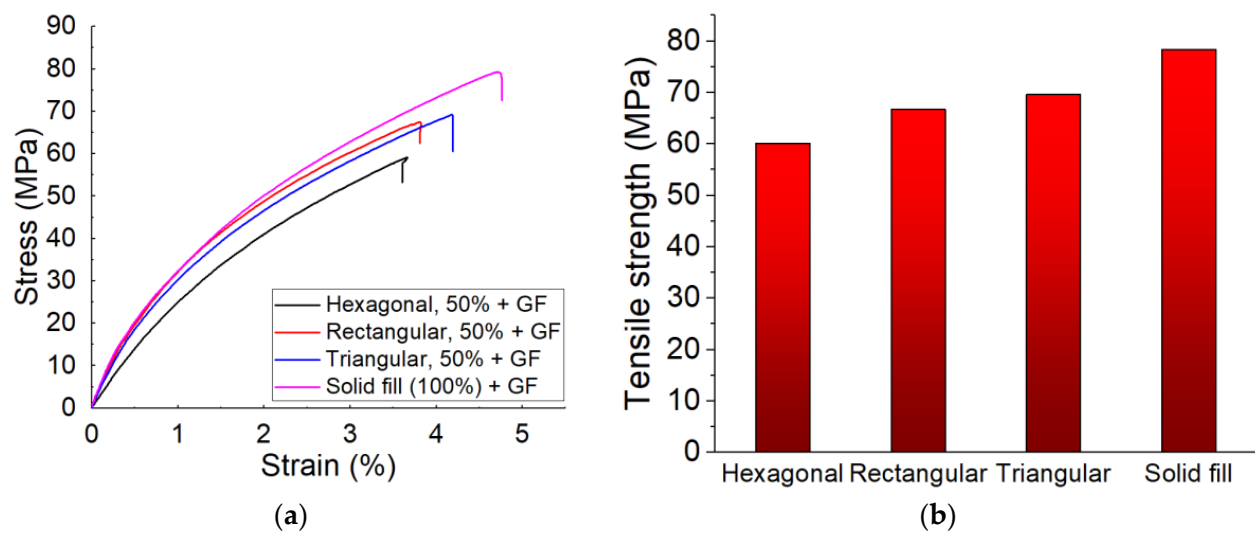 90
80
70
60
50
40
30
20
10
0
Stress (MPa)
Hexagonal, 50% + GF
Rectangular, 50% + GF
Triangular, 50% + GF
Solid fill (100%) + GF
0 1 2 3 4 5
Strain (%)
(a)
80
70
60
50
40
30
20
10
0
Tensile strength (MPa)
Hexagonal Rectangular Triangular Solid fill
(b)